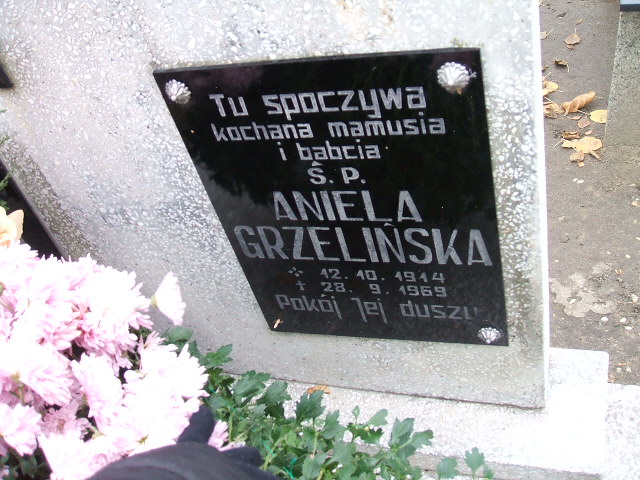 Tu spoczywa
kochana mamusia
i babcia
Ś. P.
ANIELA
GRZELIŃSKA
* 12. 10. 1914
† 28. 9. 1969
Pokój Jej duszy